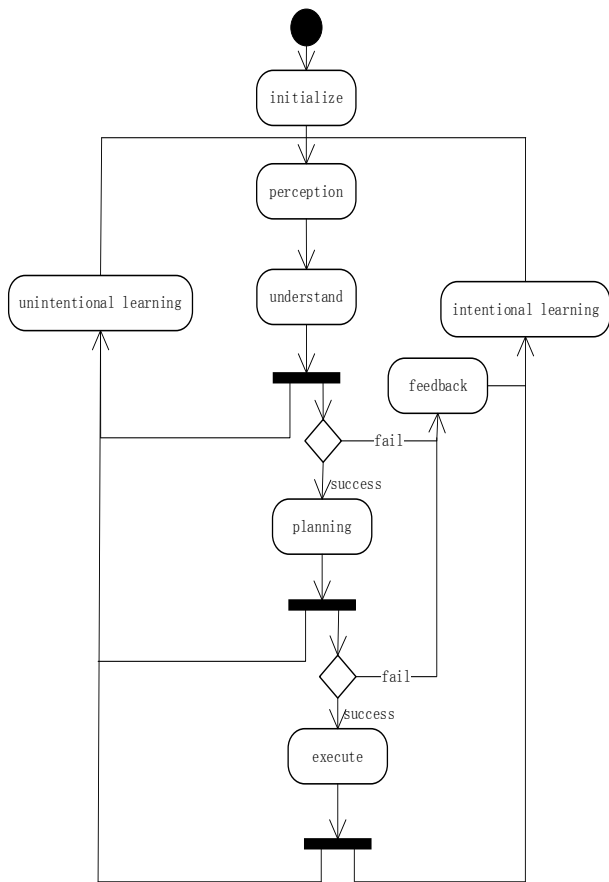 initialize
perception
understand
unintentional learning
intentional learning
feedback
fail
success
planning
fail
success
execute